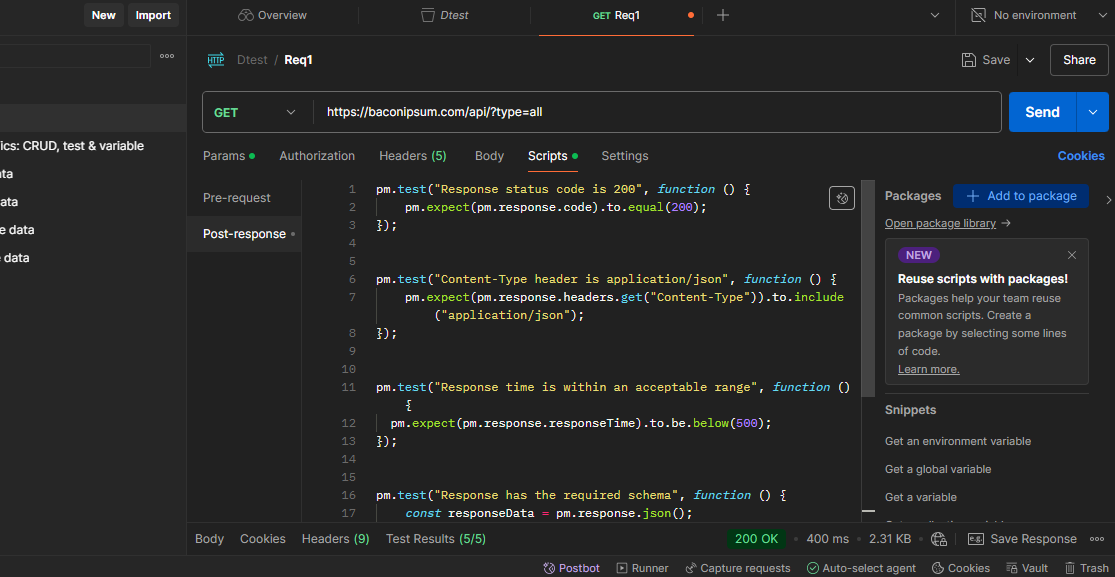 New
Import
Overview
Dtest
GET Req1
No environment
HTTP
Dtest / Req1
Save
Share
GET
https://baconipsum.com/api/?type=all
Send
Params
Authorization
Headers (5)
Body
Scripts
Settings
Cookies
ics: CRUD, test & variable
ata
ata
e data
data
Pre-request
Post-response
1 pm.test("Response status code is 200", function () {
2 pm.expect(pm.response.code).to.equal(200);
3 });
4
5
6 pm.test("Content-Type header is application/json", function () {
7 pm.expect(pm.response.headers.get("Content-Type")).to.include
("application/json");
8 });
9
10
11 pm.test("Response time is within an acceptable range", function ()
{
12 pm.expect(pm.response.responseTime).to.be.below(500);
13 });
14
15
16 pm.test("Response has the required schema", function () {
17 const responseData = pm.response.json();
Packages
Add to package
Open package library →
NEW
Reuse scripts with packages!
Packages help your team reuse
common scripts. Create a
package by selecting some lines
of code.
Learn more.
Snippets
Get an environment variable
Get a global variable
Get a variable
Body
Cookies
Headers (9)
Test Results (5/5)
200 OK
400 ms
2.31 KB
e.g.
Save Response
Postbot
Runner
Capture requests
Auto-select agent
Cookies
Vault
Trash